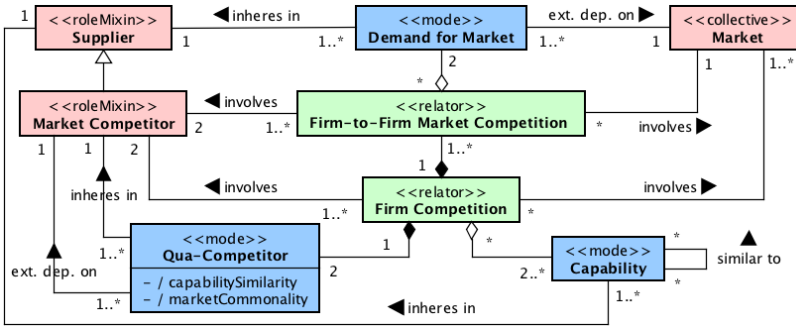 1
<<roleMixin>>
Supplier
◀ inheres in
1
1..*
<<mode>>
Demand for Market
ext. dep. on ▶
1..*
1
<<collective>>
Market
2
*
1
1..*
<<roleMixin>>
Market Competitor
◀ involves
2
1..*
<<relator>>
Firm-to-Firm Market Competition
*
involves ▶
1
1
2
1..*
1
◀ involves
1..*
<<relator>>
Firm Competition
involves ▶
*
▲
inheres in
1..*
<<mode>>
Qua-Competitor
- / capabilitySimilarity
- / marketCommonality
▲
ext. dep. on
1..*
1
2
*
2..*
<<mode>>
Capability
*
*
▲
similar to
1..*
◀ inheres in